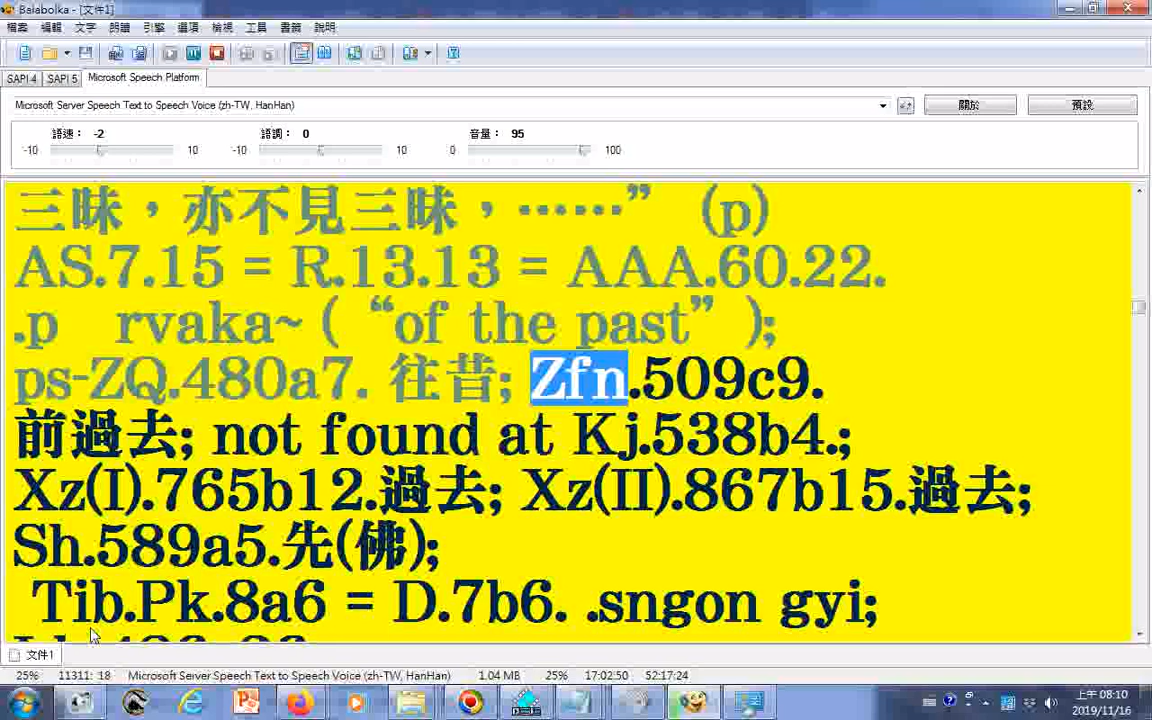 Balabolka - [文件1]
檔案 編輯 文字 朗讀 引擎 選項 檢視 工具 書籤 說明
SAPI 4 SAPI 5 Microsoft Speech Platform
Microsoft Server Speech Text to Speech Voice (zh-TW, HanHan) 關於 預設
語速： -2 語調： 0 音量： 95
-10 10 -10 10 0 100
三昧，亦不見三昧，……” (p)
AS.7.15 = R.13.13 = AAA.60.22.
.p rvaka~ ( “of the past” );
ps-ZQ.480a7. 往昔; Zfn.509c9.
前過去; not found at Kj.538b4.;
Xz(I).765b12.過去; Xz(II).867b15.過去;
Sh.589a5.先(佛);
Tib.Pk.8a6 = D.7b6. .sngon gyi;
文件1
25% 11311: 18 Microsoft Server Speech Text to Speech Voice (zh-TW, HanHan) 1.04 MB 25% 17:02:50 52:17:24
上午 08:10
2019/11/16